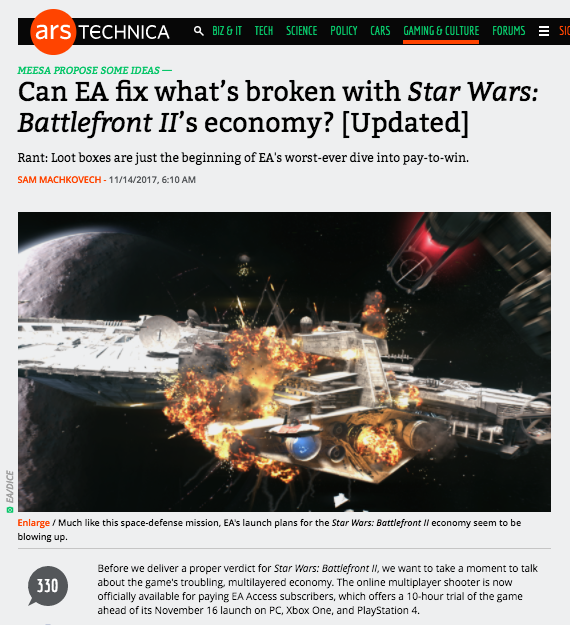 ars TECHNICA
BIZ & IT TECH SCIENCE POLICY CARS GAMING & CULTURE FORUMS
MEESA PROPOSE SOME IDEAS —
Can EA fix what's broken with Star Wars:
Battlefront II's economy? [Updated]
Rant: Loot boxes are just the beginning of EA's worst-ever dive into pay-to-win.
SAM MACHKOVECH - 11/14/2017, 6:10 AM
EA/DICE
Enlarge / Much like this space-defense mission, EA's launch plans for the Star Wars: Battlefront II economy seem to be
blowing up.
330
Before we deliver a proper verdict for Star Wars: Battlefront II, we want to take a moment to talk
about the game's troubling, multilayered economy. The online multiplayer shooter is now
officially available for paying EA Access subscribers, which offers a 10-hour trial of the game
ahead of its November 16 launch on PC, Xbox One, and PlayStation 4.